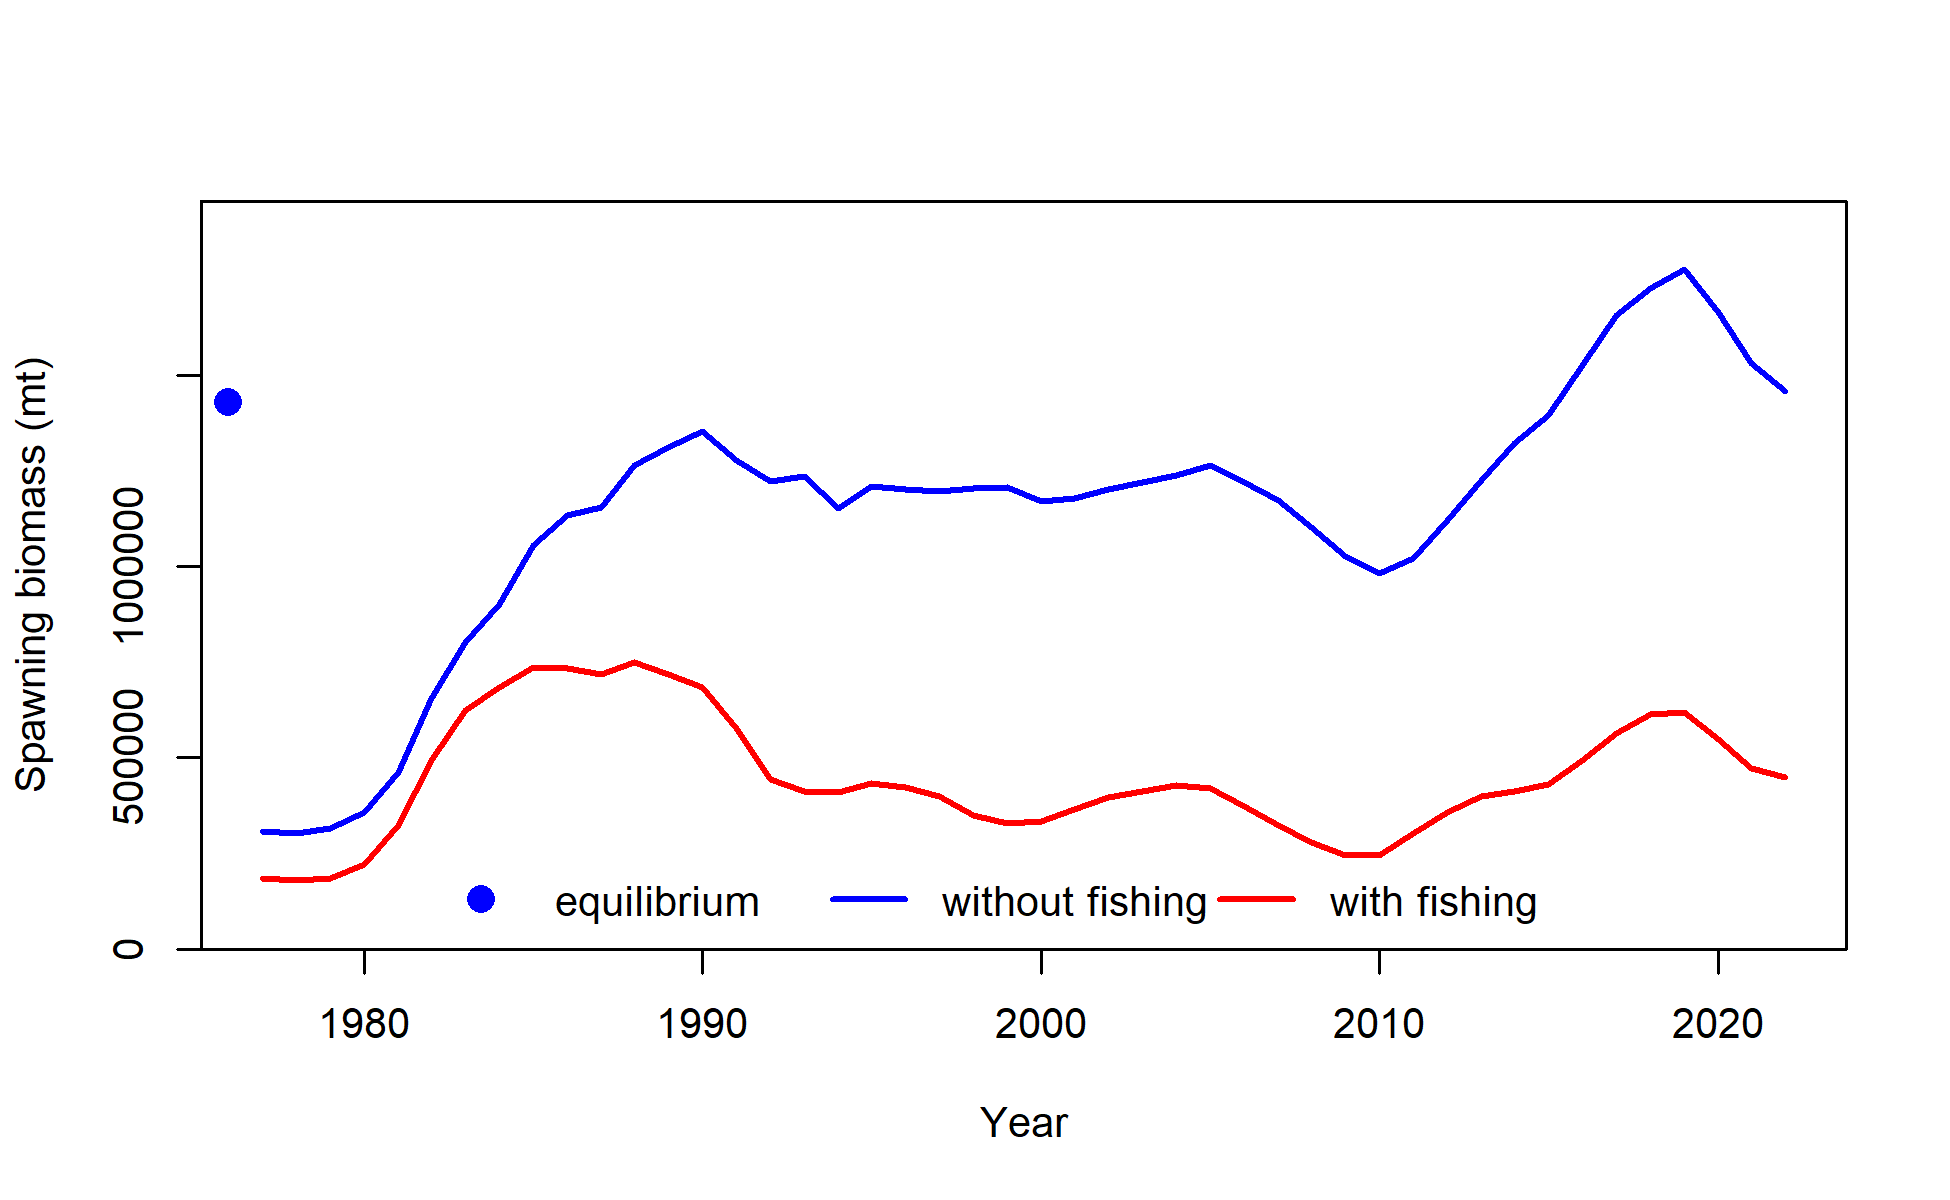 Spawning biomass (mt)
1000000
500000
0
equilibrium without fishing with fishing
1980 1990 2000 2010 2020
Year